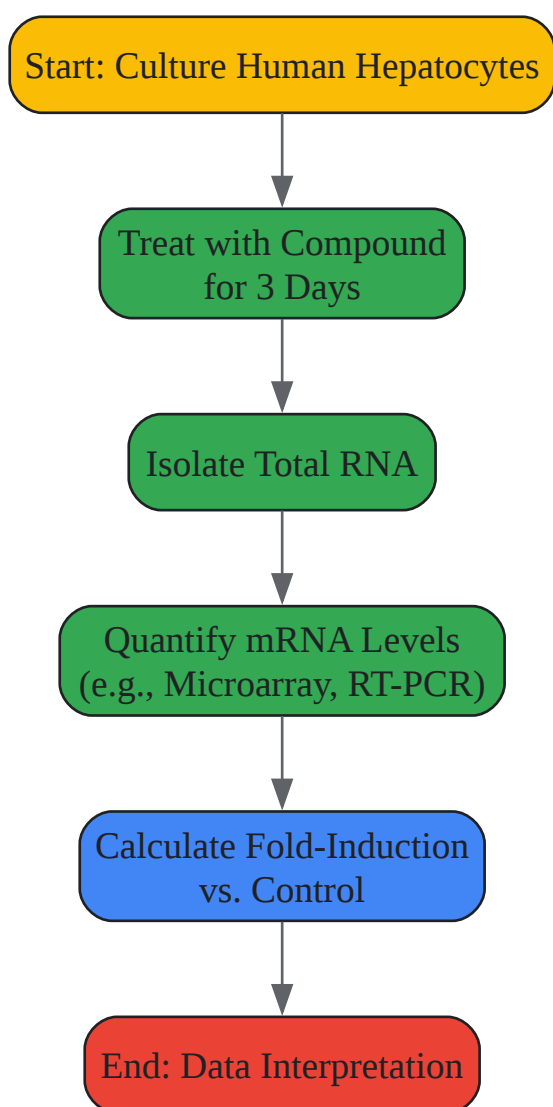 Start: Culture Human Hepatocytes
Treat with Compound
for 3 Days
Isolate Total RNA
Quantify mRNA Levels
(e.g., Microarray, RT-PCR)
Calculate Fold-Induction
vs. Control
End: Data Interpretation